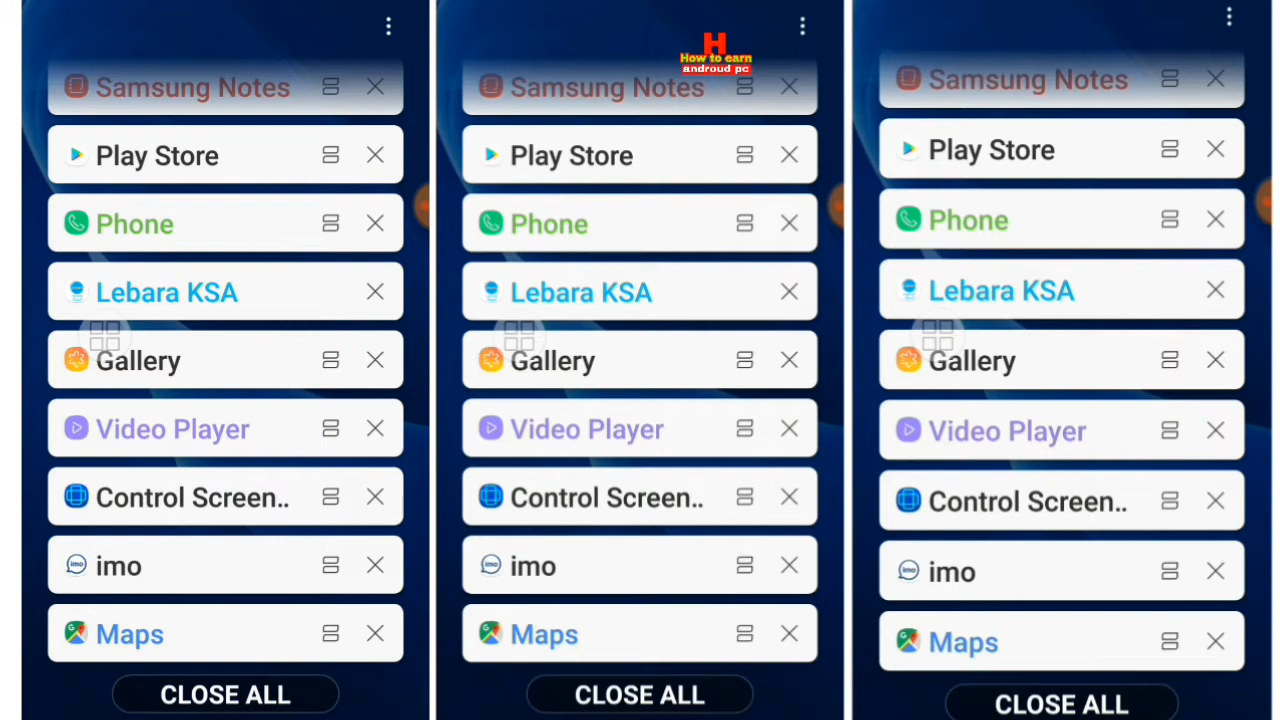 Samsung Notes
Play Store
Phone
Lebara KSA
Gallery
Video Player
Control Screen..
imo
Maps
CLOSE ALL
H
How to earn
androud pc
Samsung Notes
Play Store
Phone
Lebara KSA
Gallery
Video Player
Control Screen..
imo
Maps
CLOSE ALL
Samsung Notes
Play Store
Phone
Lebara KSA
Gallery
Video Player
Control Screen..
imo
Maps
CLOSE ALL